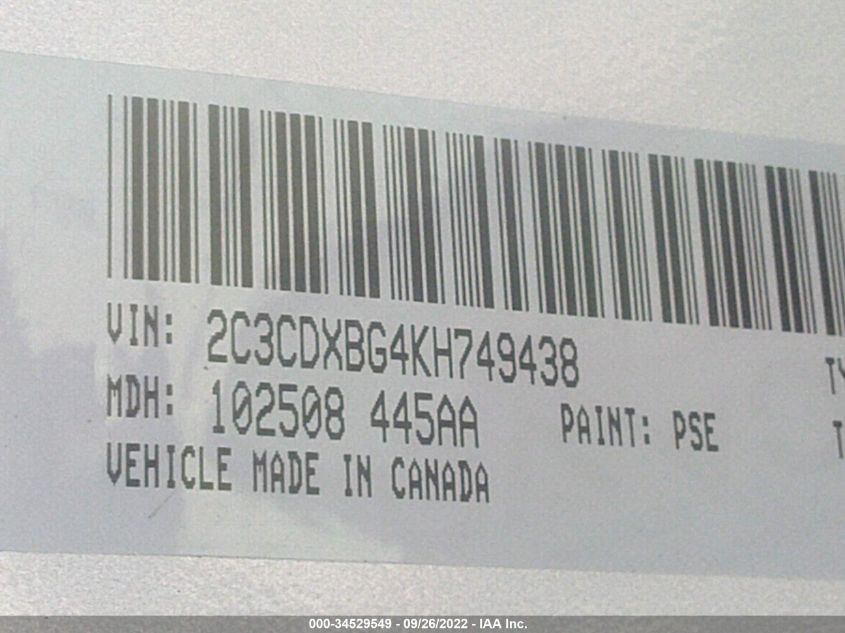 VIN: 2C3CDXBG4KH749438
MDH: 102508 445AA PAINT: PSE
VEHICLE MADE IN CANADA
000-34529549 - 09/26/2022 - IAA Inc.